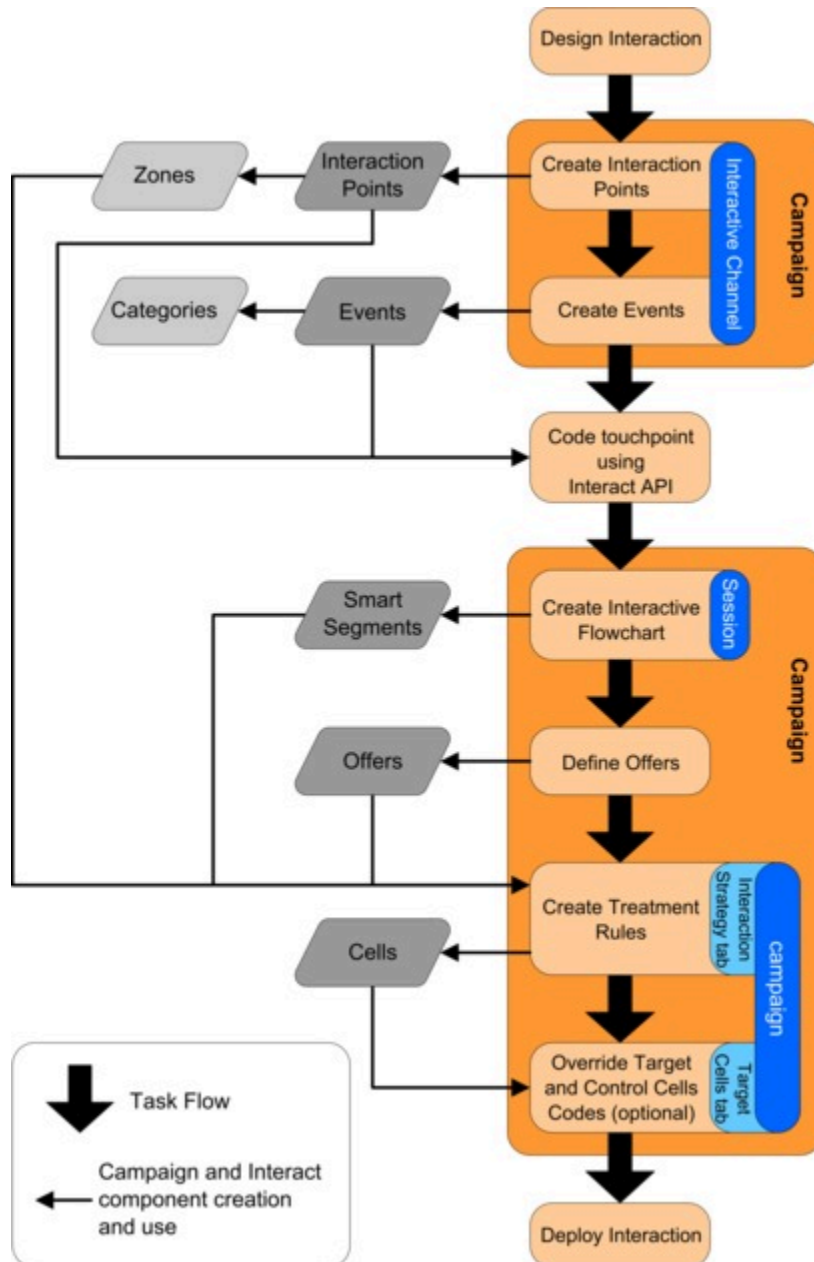 Design Interaction
Zones
Interaction
Points
Create Interaction
Points
Interactive Channel
Campaign
Categories
Events
Create Events
Code touchpoint
using
Interact API
Smart
Segments
Create Interactive
Flowchart
Session
Campaign
Offers
Define Offers
Create Treatment
Rules
Interaction
Strategy tab
campaign
Cells
Override Target
and Control Cells
Codes (optional)
Target
Cells tab
Task Flow
Campaign and Interact
component creation
and use
Deploy Interaction